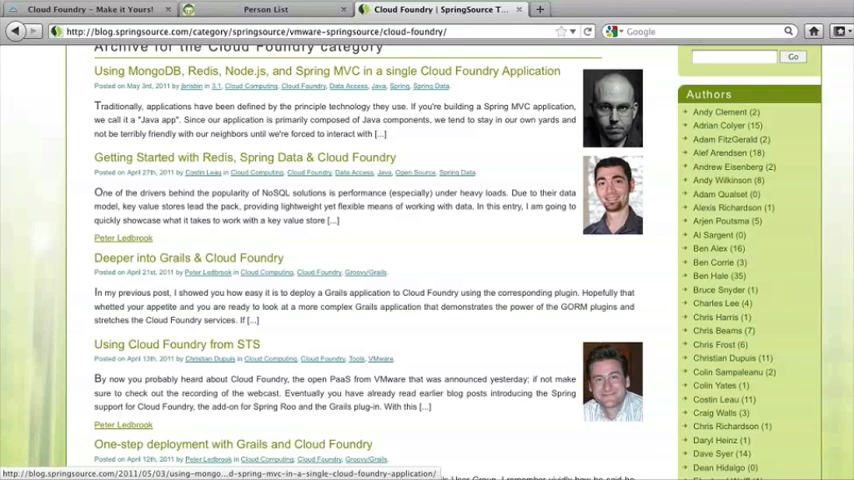 Cloud Foundry - Make it Yours!
Person List
Cloud Foundry | SpringSource T...
http://blog.springsource.com/category/springsource/vmware-springsource/cloud-foundry/
Google
Archive for the Cloud Foundry category
Using MongoDB, Redis, Node.js, and Spring MVC in a single Cloud Foundry Application
Posted on May 3rd, 2011 by jbrisbin in 3.1, Cloud Computing, Cloud Foundry, Data Access, Java, Spring, Spring Data.
Traditionally, applications have been defined by the principle technology they use. If you're building a Spring MVC application,
we call it a "Java app". Since our application is primarily composed of Java components, we tend to stay in our own yards and
not be terribly friendly with our neighbors until we're forced to interact with [...]
Getting Started with Redis, Spring Data & Cloud Foundry
Posted on April 27th, 2011 by Costin Leau in Cloud Computing, Cloud Foundry, Data Access, Java, Open Source, Spring Data.
One of the drivers behind the popularity of NoSQL solutions is performance (especially) under heavy loads. Due to their data
model, key value stores lead the pack, providing lightweight yet flexible means of working with data. In this entry, I am going to
quickly showcase what it takes to work with a key value store [...]
Peter Ledbrook
Deeper into Grails & Cloud Foundry
Posted on April 21st, 2011 by Peter Ledbrook in Cloud Computing, Cloud Foundry, Groovy/Grails.
In my previous post, I showed you how easy it is to deploy a Grails application to Cloud Foundry using the corresponding plugin. Hopefully that
whetted your appetite and you are ready to look at a more complex Grails application that demonstrates the power of the GORM plugins and
stretches the Cloud Foundry services. If [...]
Using Cloud Foundry from STS
Posted on April 13th, 2011 by Christian Dupuis in Cloud Computing, Cloud Foundry, Tools, VMware.
By now you probably heard about Cloud Foundry, the open PaaS from VMware that was announced yesterday; if not make
sure to check out the recording of the webcast. Eventually you have already read earlier blog posts introducing the Spring
support for Cloud Foundry, the add-on for Spring Roo and the Grails plug-in. With this [...]
Peter Ledbrook
One-step deployment with Grails and Cloud Foundry
Posted on April 12th, 2011 by Peter Ledbrook in Cloud Computing, Cloud Foundry, Groovy/Grails.
http://blog.springsource.com/2011/05/03/using-mongo...d-spring-mvc-in-a-single-cloud-foundry-application/
Go
Authors
Andy Clement (2)
Adrian Colyer (15)
Adam FitzGerald (2)
Alef Arendsen (18)
Andrew Eisenberg (2)
Andy Wilkinson (8)
Adam Qualset (0)
Alexis Richardson (1)
Arjen Poutsma (5)
Al Sargent (0)
Ben Alex (16)
Ben Corrie (3)
Ben Hale (35)
Bruce Snyder (1)
Charles Lee (4)
Chris Harris (1)
Chris Beams (7)
Chris Frost (6)
Christian Dupuis (11)
Colin Sampaleanu (2)
Colin Yates (1)
Costin Leau (11)
Craig Walls (3)
Chris Richardson (1)
Daryl Heinz (1)
Dave Syer (14)
Dean Hidalgo (0)